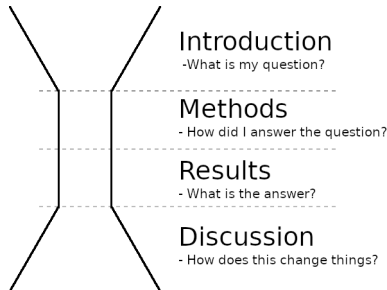 Introduction
-What is my question?
Methods
- How did I answer the question?
Results
- What is the answer?
Discussion
- How does this change things?